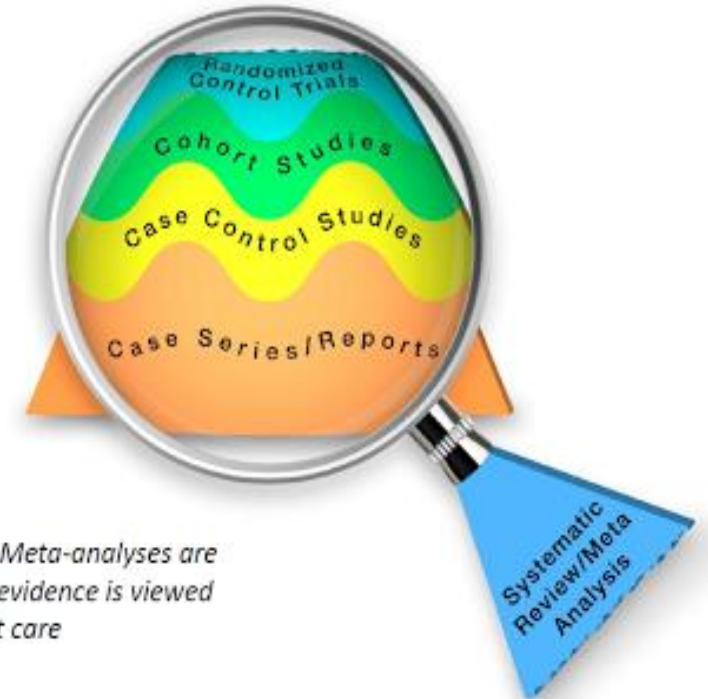 Randomized
Control Trials
Cohort Studies
Case Control Studies
Case Series/Reports
Meta-analyses are
evidence is viewed
t care
Systematic
Review/Meta
Analysis